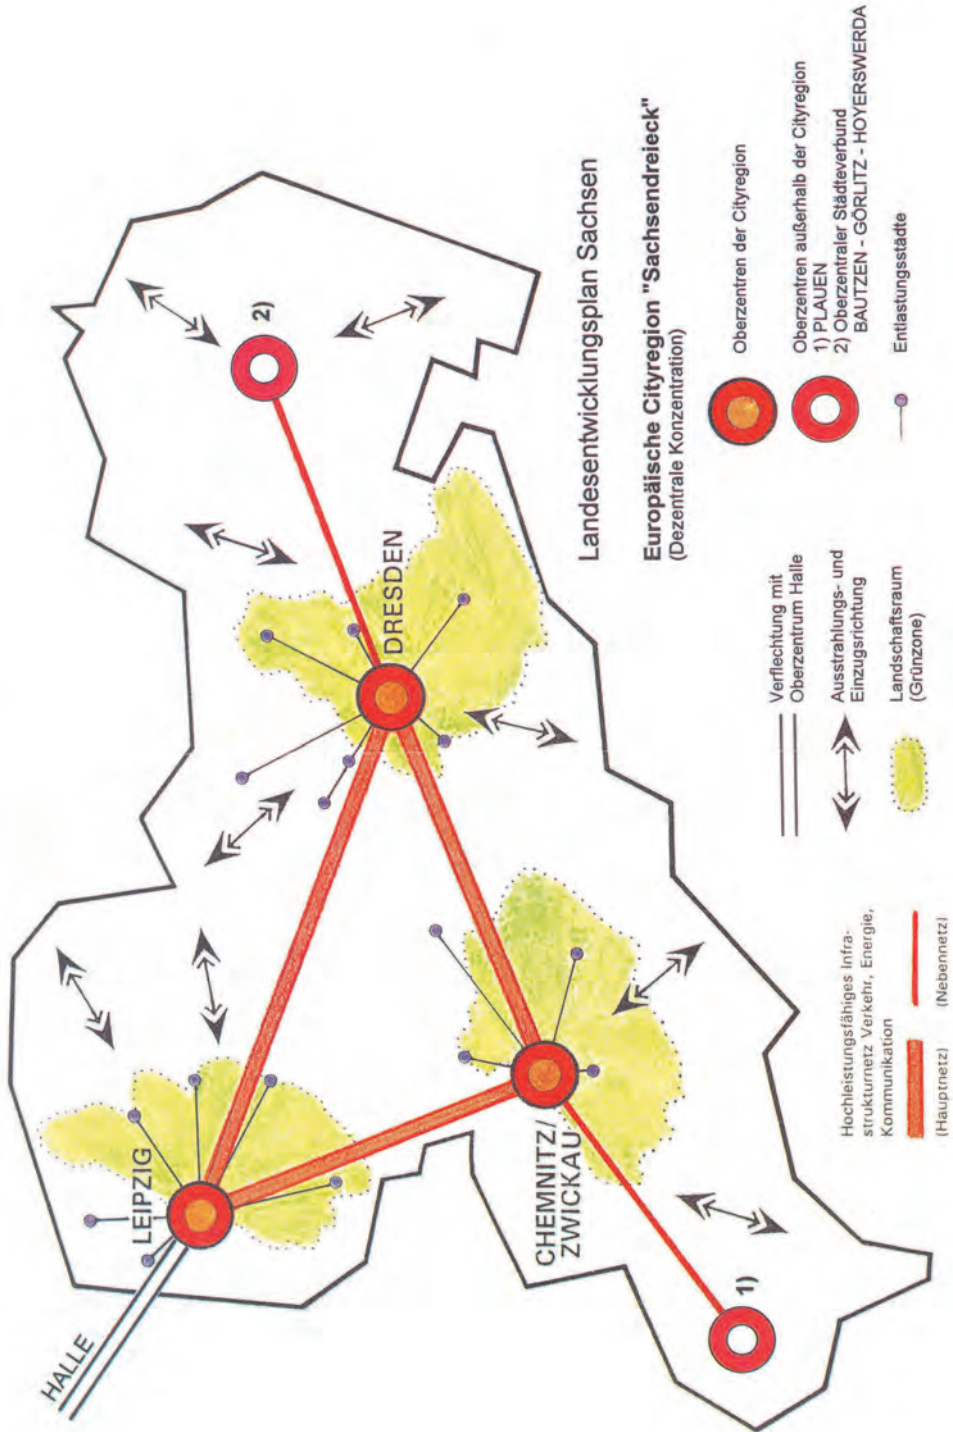 HALLE
LEIPZIG
DRESDEN
CHEMNITZ/
ZWICKAU
1)
2)
Landesentwicklungsplan Sachsen
Europäische Cityregion "Sachsendreieck"
(Dezentrale Konzentration)
Hochleistungsfähiges Infra-
strukturnetz Verkehr, Energie,
Kommunikation
(Hauptnetz) (Nebennetz)
Verflechtung mit
Oberzentrum Halle
Ausstrahlungs- und
Einzugsrichtung
Landschaftsraum
(Grünzone)
Oberzentren der Cityregion
Oberzentren außerhalb der Cityregion
1) PLAUEN
2) Oberzentraler Städteverbund
BAUTZEN - GÖRLITZ - HOYERSWERDA
Entlastungsstädte